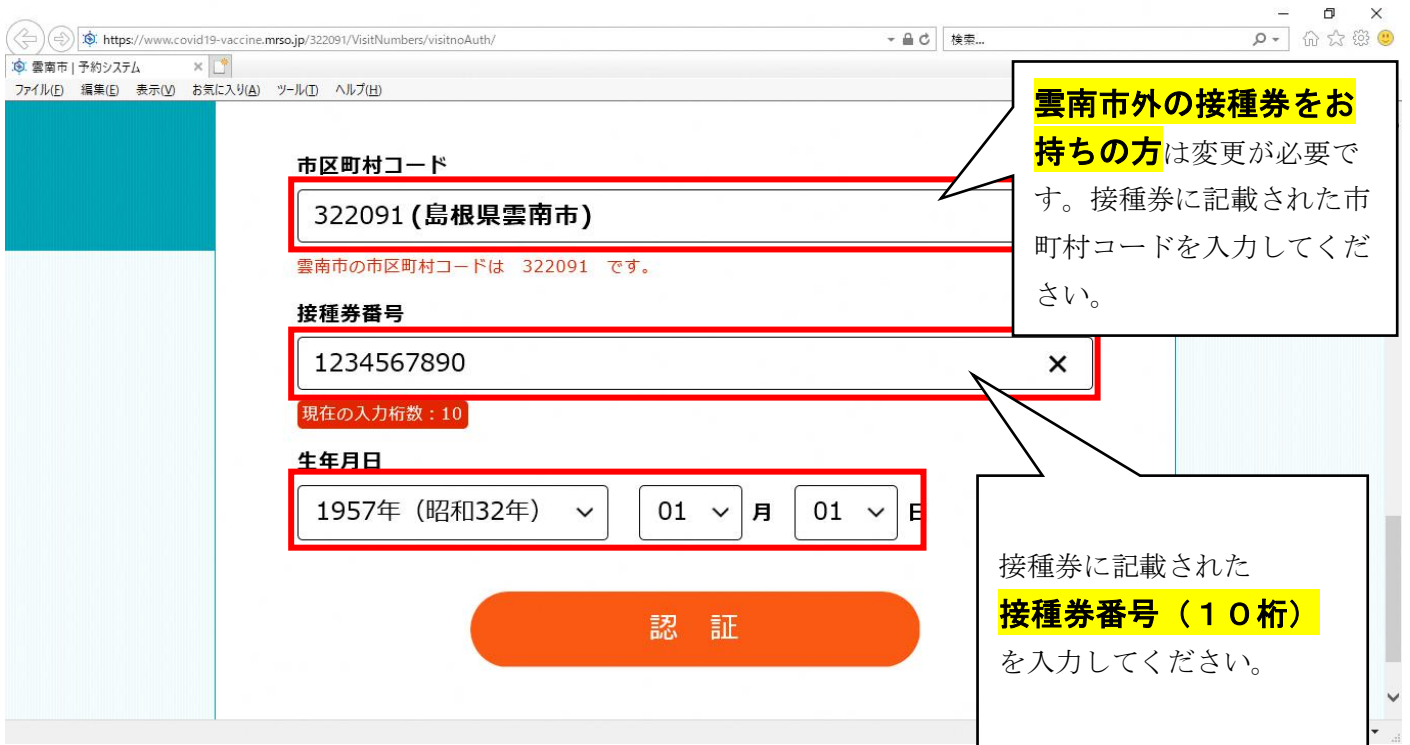 https://www.covid19-vaccine.mrso.jp/322091/VisitNumbers/visitnoAuth/
検索...
雲南市 | 予約システム
ファイル(F) 編集(E) 表示(V) お気に入り(A) ツール(T) ヘルプ(H)
雲南市外の接種券をお
持ちの方は変更が必要で
す。接種券に記載された市
町村コードを入力してくだ
さい。
市区町村コード
322091 (島根県雲南市)
雲南市の市区町村コードは 322091 です。
接種券番号
1234567890
現在の入力桁数：10
生年月日
1957年（昭和32年） 01 月 01 日
認 証
接種券に記載された
接種券番号（１０桁）
を入力してください。